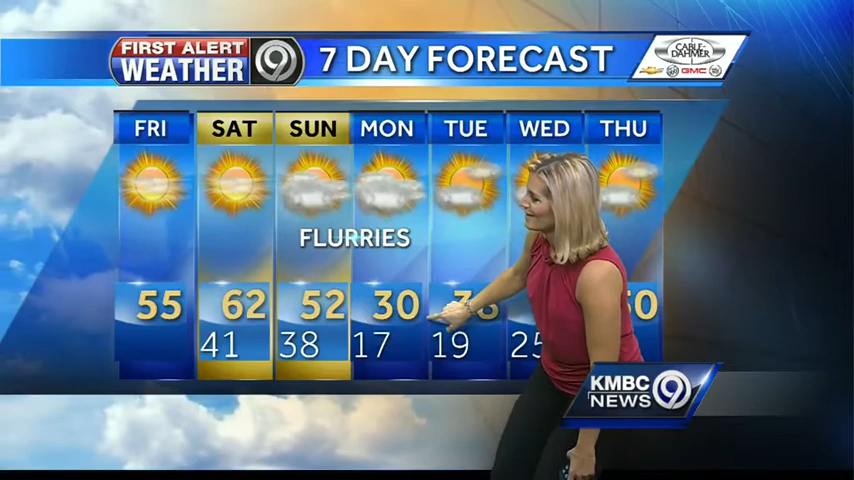 FIRST ALERT
WEATHER 9
7 DAY FORECAST
CABLE-DAHMER
GMC
FRI SAT SUN MON TUE WED THU
FLURRIES
55 62 52 30
41 38 17 19
KMBC 9
NEWS